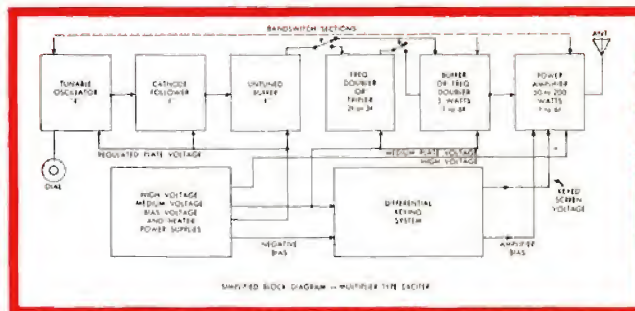 BANDSWITCH SECTIONS
ANT
TUNABLE
OSCILLATOR
"f"
CATHODE
FOLLOWER
UNTUNED
BUFFER
FREQ
DOUBLER
OR
TRIPLER
2f or 3f
BUFFER
OR FREQ
DOUBLER
3 WATTS
POWER
AMPLIFIER
50 to 200
WATTS
DIAL
REGULATED PLATE VOLTAGE
MEDIUM PLATE VOLTAGE
HIGH VOLTAGE
HIGH VOLTAGE
MEDIUM VOLTAGE
BIAS VOLTAGE
AND HEATER
POWER SUPPLIES
NEGATIVE
BIAS
DIFFERENTIAL
KEYING
SYSTEM
AMPLIFIER
BIAS
KEYED
SCREEN
VOLTAGE
SIMPLIFIED BLOCK DIAGRAM MULTIPLIER TYPE EXCITER